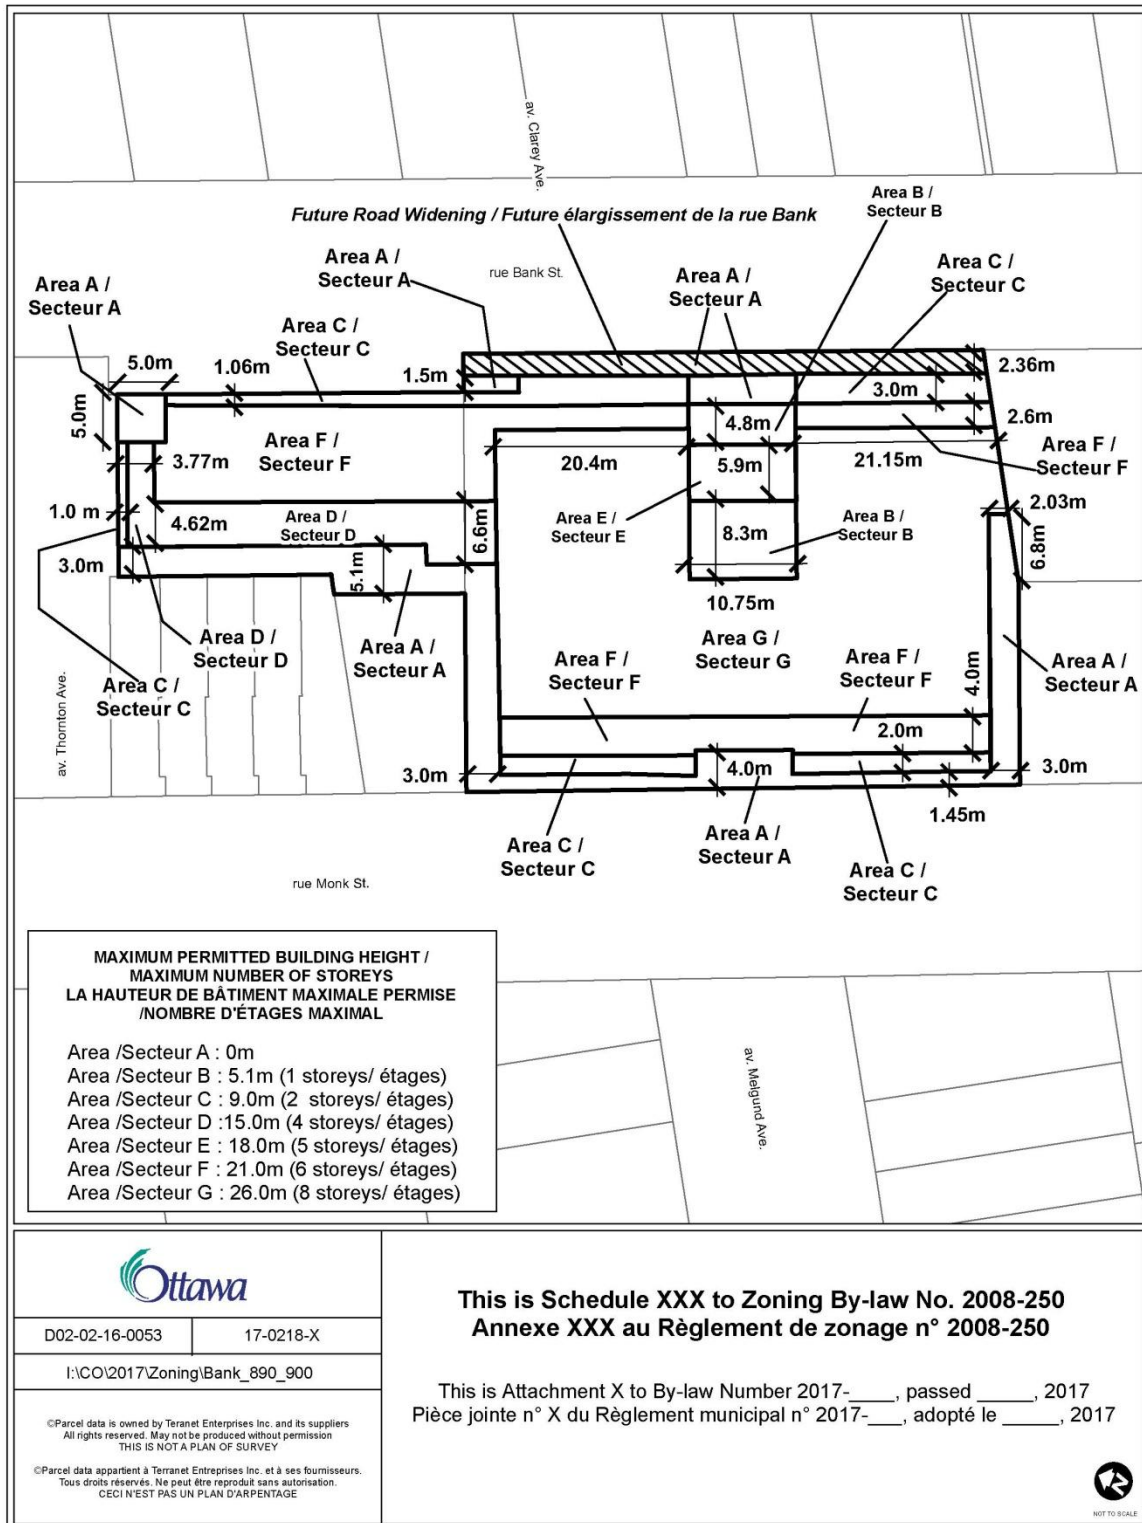 av. Clarey Ave.
Future Road Widening / Future élargissement de la rue Bank
Area B /
Secteur B
Area A /
Secteur A
rue Bank St.
Area A /
Secteur A
Area C /
Secteur C
Area A /
Secteur A
Area C /
Secteur C
5.0m
1.06m
1.5m
2.36m
3.0m
5.0m
2.6m
4.8m
Area F /
Secteur F
3.77m
20.4m
5.9m
21.15m
Area F /
Secteur F
2.03m
1.0 m
4.62m
Area D /
Secteur D
6.6m
Area E /
Secteur E
8.3m
Area B /
Secteur B
6.8m
3.0m
5.1m
10.75m
Area D /
Secteur D
Area A /
Secteur A
Area G /
Secteur G
Area F /
Secteur F
Area F /
Secteur F
4.0m
Area A /
Secteur A
Area C /
Secteur C
av. Thornton Ave.
2.0m
3.0m
4.0m
3.0m
1.45m
Area C /
Secteur C
Area A /
Secteur A
Area C /
Secteur C
rue Monk St.
MAXIMUM PERMITTED BUILDING HEIGHT /
MAXIMUM NUMBER OF STOREYS
LA HAUTEUR DE BÂTIMENT MAXIMALE PERMISE
/NOMBRE D'ÉTAGES MAXIMAL
Area /Secteur A : 0m
Area /Secteur B : 5.1m (1 storeys/ étages)
Area /Secteur C : 9.0m (2 storeys/ étages)
Area /Secteur D :15.0m (4 storeys/ étages)
Area /Secteur E : 18.0m (5 storeys/ étages)
Area /Secteur F : 21.0m (6 storeys/ étages)
Area /Secteur G : 26.0m (8 storeys/ étages)
av. Melgund Ave.
Ottawa
D02-02-16-0053
17-0218-X
I:\CO\2017\Zoning\Bank_890_900
©Parcel data is owned by Teranet Enterprises Inc. and its suppliers
All rights reserved. May not be produced without permission
THIS IS NOT A PLAN OF SURVEY
©Parcel data appartient à Terranet Entreprises Inc. et à ses fournisseurs.
Tous droits réservés. Ne peut être reproduit sans autorisation.
CECI N'EST PAS UN PLAN D'ARPENTAGE
This is Schedule XXX to Zoning By-law No. 2008-250
Annexe XXX au Règlement de zonage n° 2008-250
This is Attachment X to By-law Number 2017-____, passed _____, 2017
Pièce jointe n° X du Règlement municipal n° 2017-___, adopté le _____, 2017
NOT TO SCALE